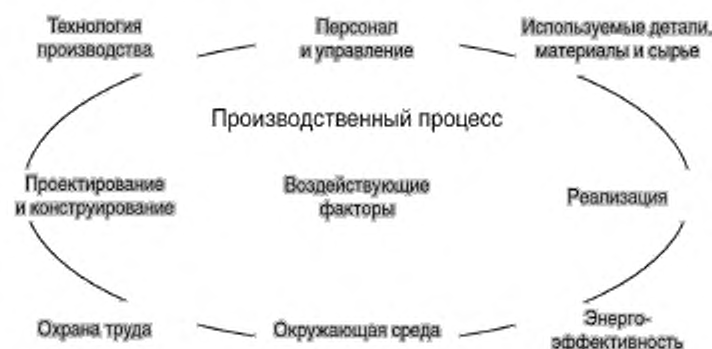 Технология
производства
Персонал
и управление
Используемые детали,
материалы и сырье
Производственный процесс
Проектирование
и конструирование
Воздействующие
факторы
Реализация
Охрана труда
Окружающая среда
Энерго-
эффективность